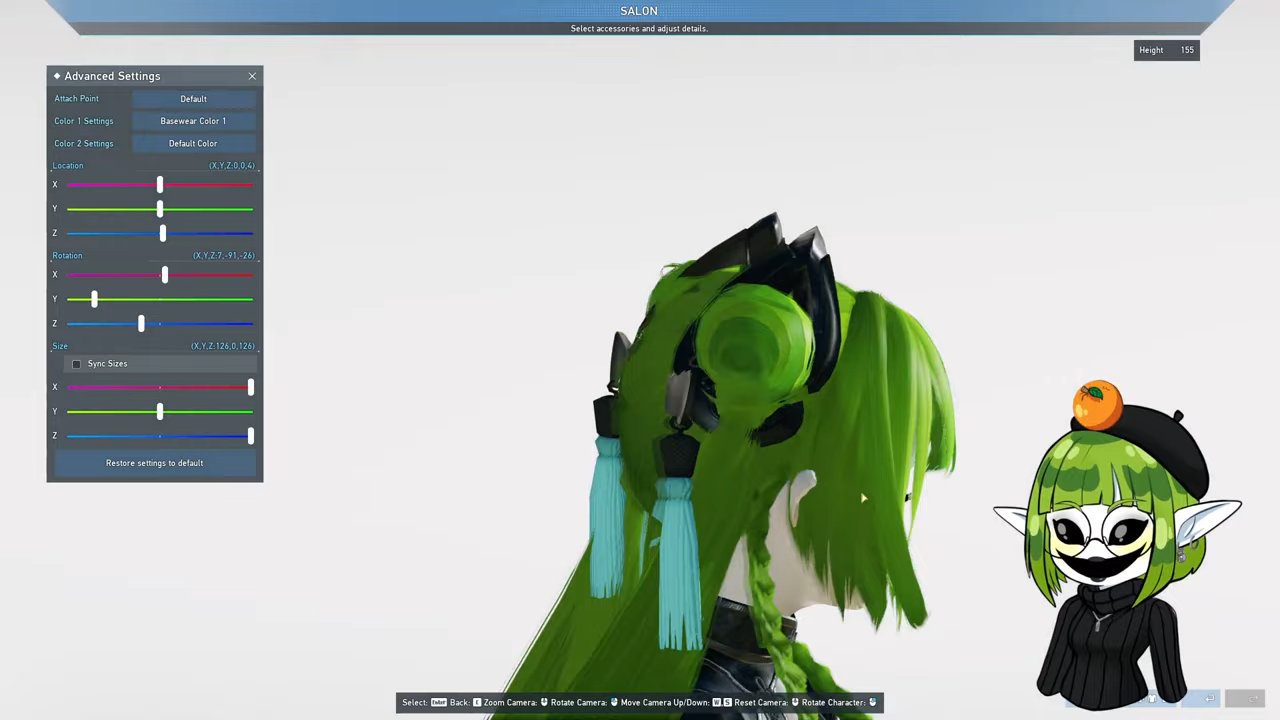 SALON
Select accessories and adjust details.
Height 155
Advanced Settings
Attach Point Default
Color 1 Settings Basewear Color 1
Color 2 Settings Default Color
Location (X,Y,Z:0,0,4)
X
Y
Z
Rotation (X,Y,Z:7,-91,-26)
X
Y
Z
Size (X,Y,Z:126,0,126)
Sync Sizes
X
Y
Z
Restore settings to default
Select: Enter Back: E Zoom Camera: Rotate Camera: Move Camera Up/Down: W,S Reset Camera: Rotate Character: